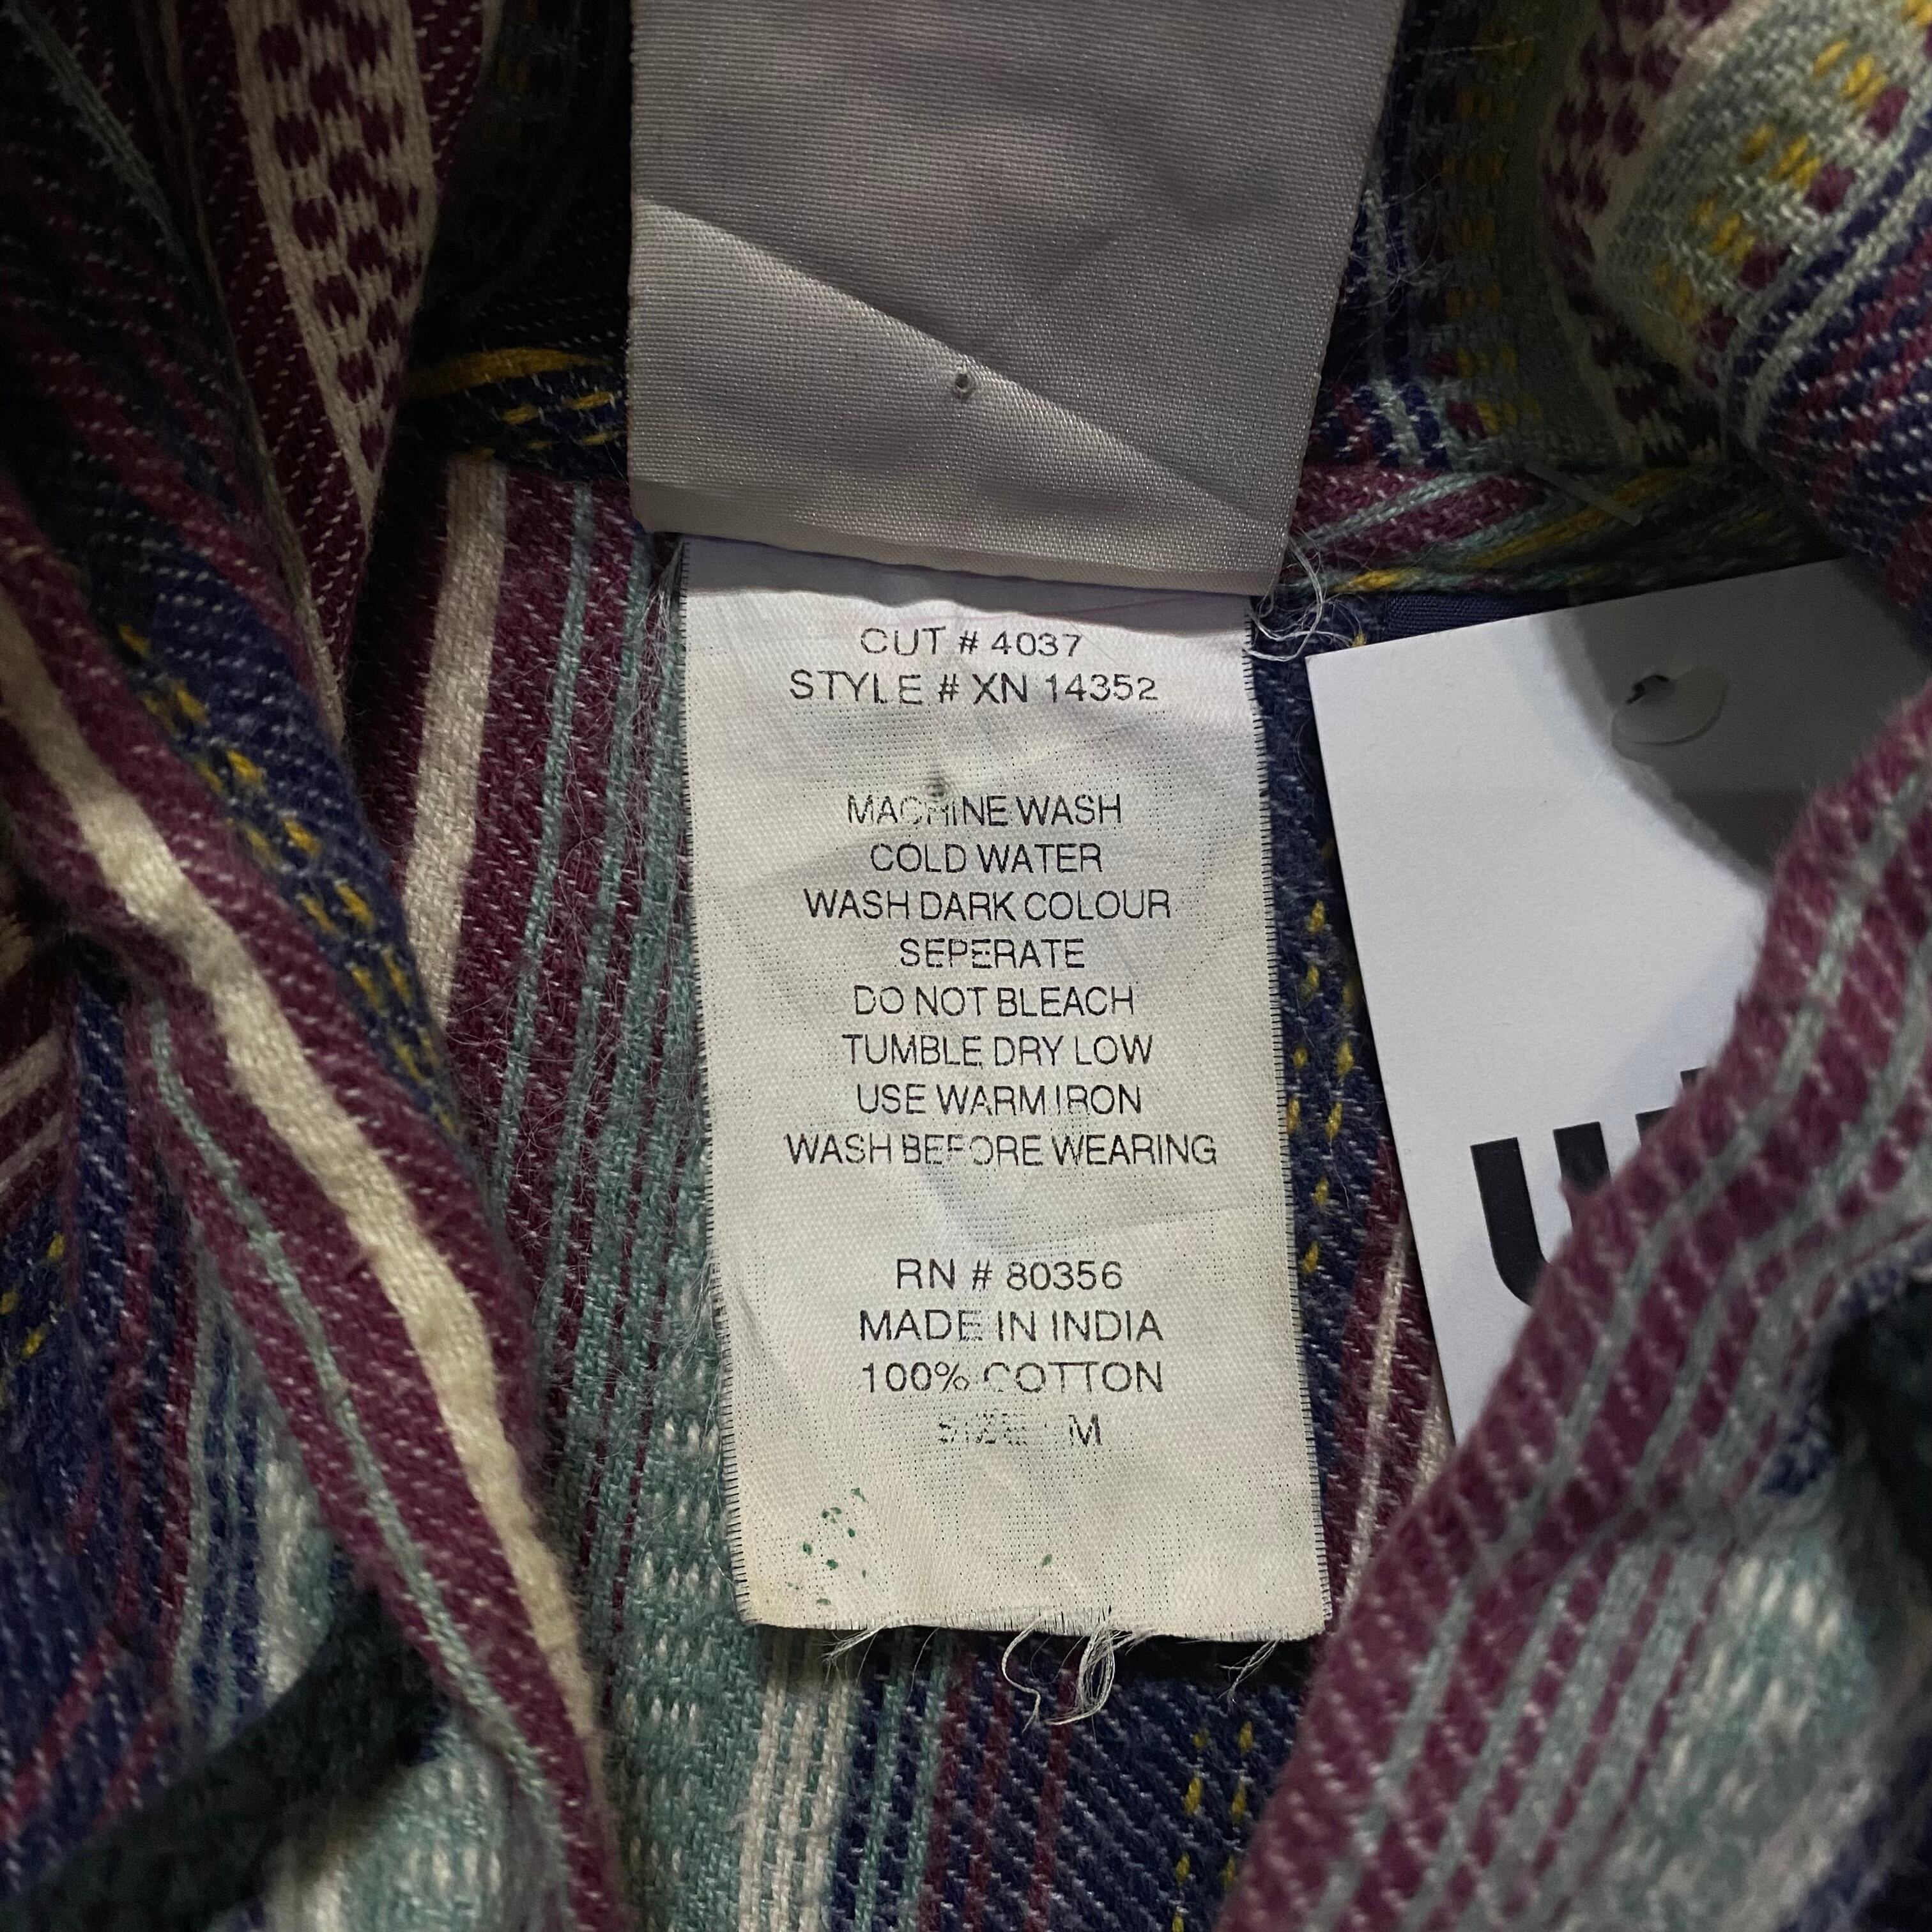 CUT # 4037
STYLE # XN 14352
MACHINE WASH
COLD WATER
WASH DARK COLOUR
SEPERATE
DO NOT BLEACH
TUMBLE DRY LOW
USE WARM IRON
WASH BEFORE WEARING
RN # 80356
MADE IN INDIA
100% COTTON
SIZE M